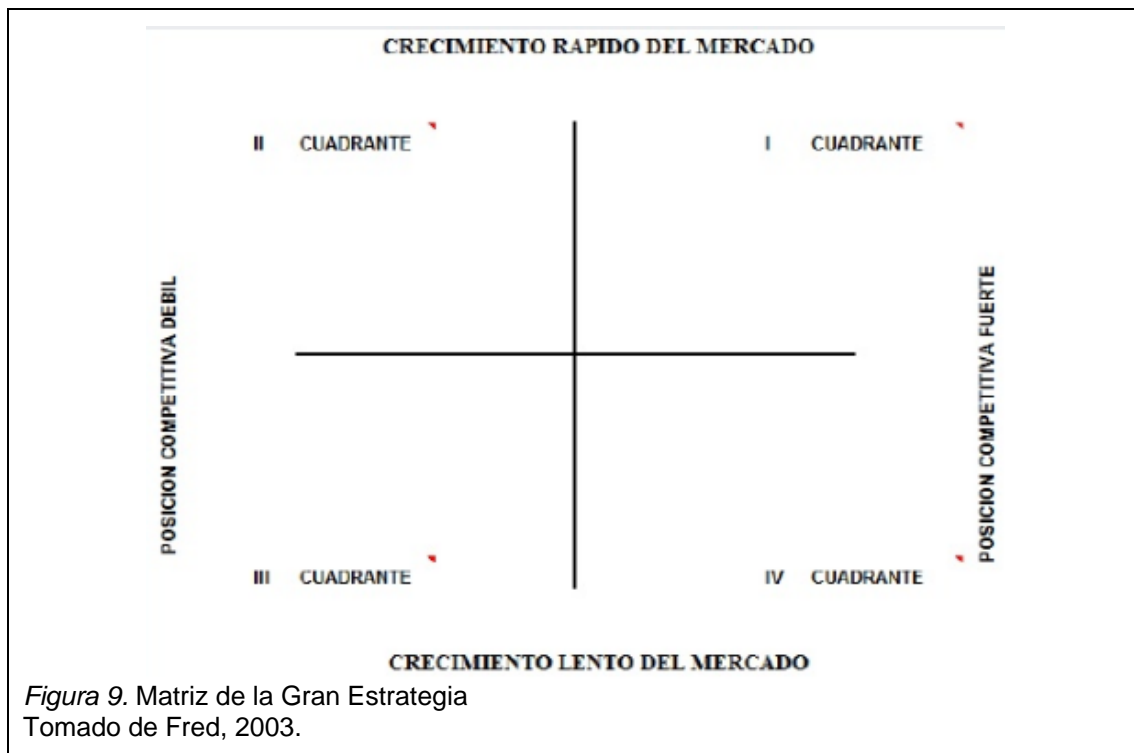 CRECIMIENTO RAPIDO DEL MERCADO
II CUADRANTE
I CUADRANTE
POSICION COMPETITIVA DEBIL
POSICION COMPETITIVA FUERTE
III CUADRANTE
IV CUADRANTE
CRECIMIENTO LENTO DEL MERCADO
Figura 9. Matriz de la Gran Estrategia
Tomado de Fred, 2003.